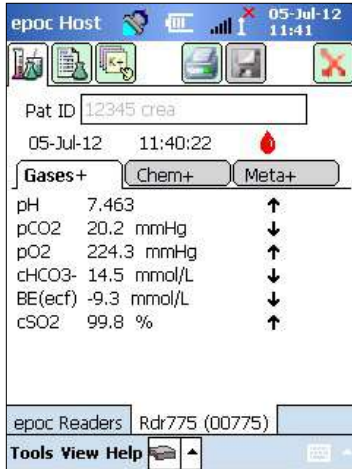 epoc Host 05-Jul-12
11:41
Pat ID 12345 crea
05-Jul-12 11:40:22
Gases+ Chem+ Meta+
pH 7.463 ↑
pCO2 20.2 mmHg ↓
pO2 224.3 mmHg ↑
cHCO3- 14.5 mmol/L ↓
BE(ecf) -9.3 mmol/L ↓
cSO2 99.8 % ↑
epoc Readers Rdr775 (00775)
Tools View Help